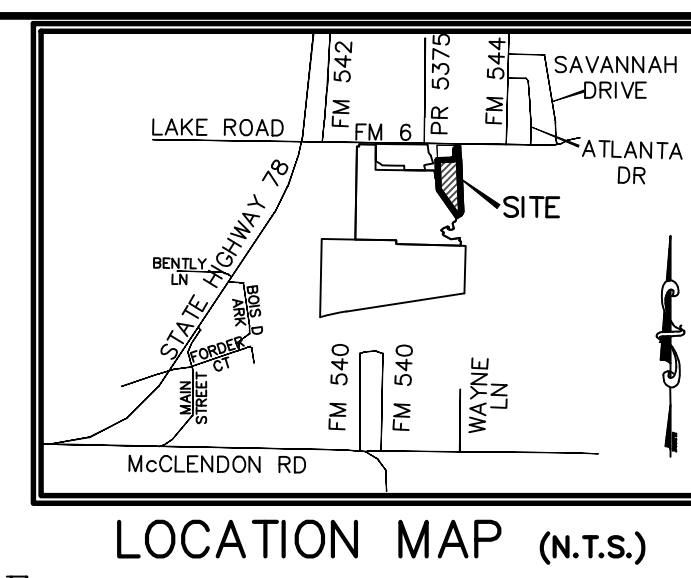 FM 542
PR 5375
FM 544
SAVANNAH
DRIVE
LAKE ROAD
FM 6
ATLANTA
DR
STATE HIGHWAY 78
SITE
BENTLY
LN
BOIS D
ARK
FORDER
CT
MAIN
STREET
FM 540
FM 540
WAYNE
LN
McCLENDON RD
LOCATION MAP (N.T.S.)